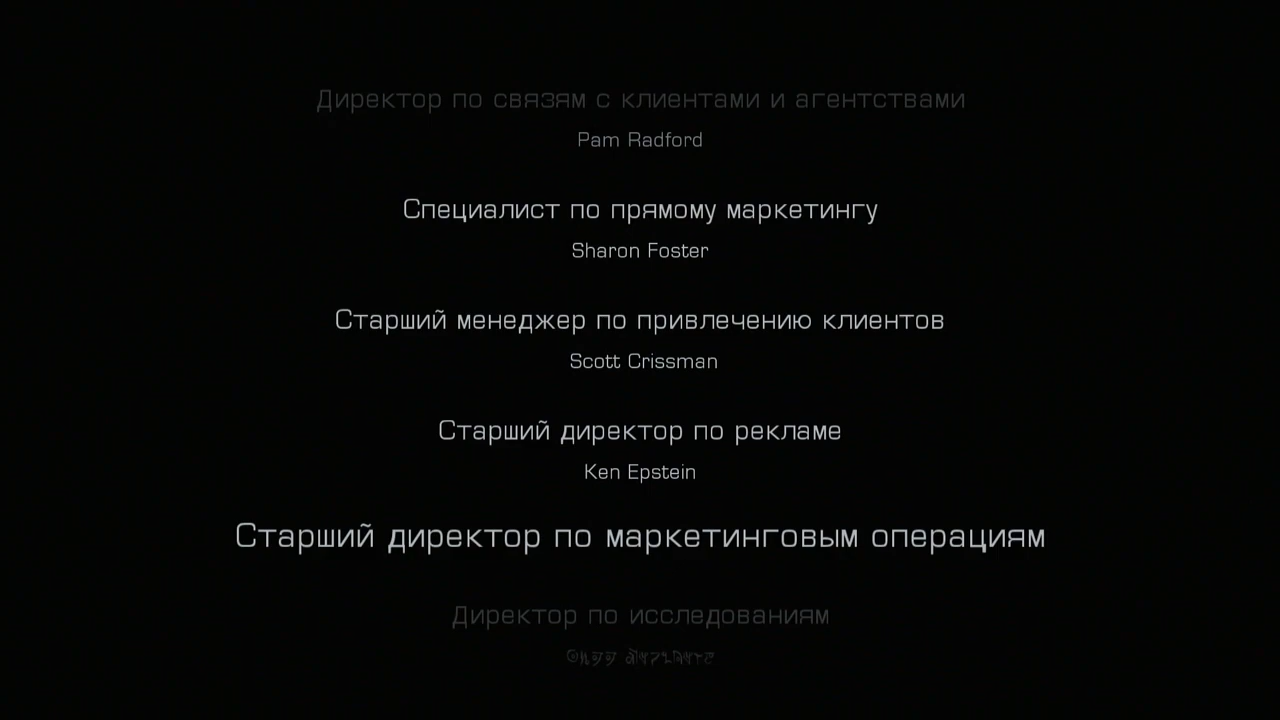 Директор по связям с клиентами и агентствами
Pam Radford
Специалист по прямому маркетингу
Sharon Foster
Старший менеджер по привлечению клиентов
Scott Crissman
Старший директор по рекламе
Ken Epstein
Старший директор по маркетинговым операциям
Директор по исследованиям